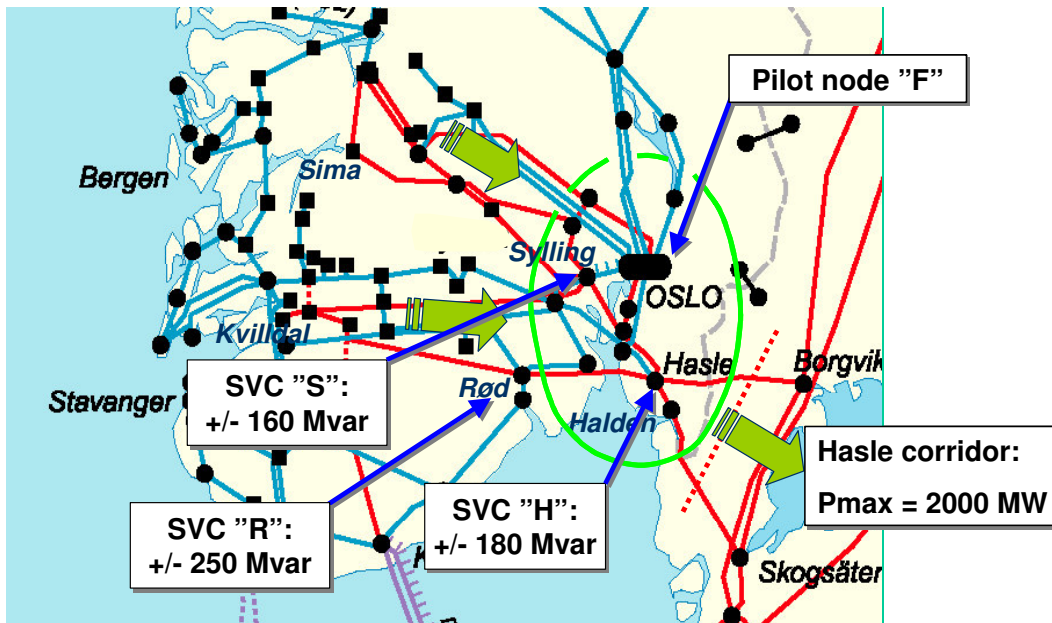 Pilot node ”F”
Bergen
Sima
Sylling
OSLO
Kvilldal
Hasle
Borgvik
SVC ”S”:
+/- 160 Mvar
Rød
Stavanger
Halden
Hasle corridor:
Pmax = 2000 MW
SVC ”R”:
+/- 250 Mvar
SVC ”H”:
+/- 180 Mvar
Skogsäter